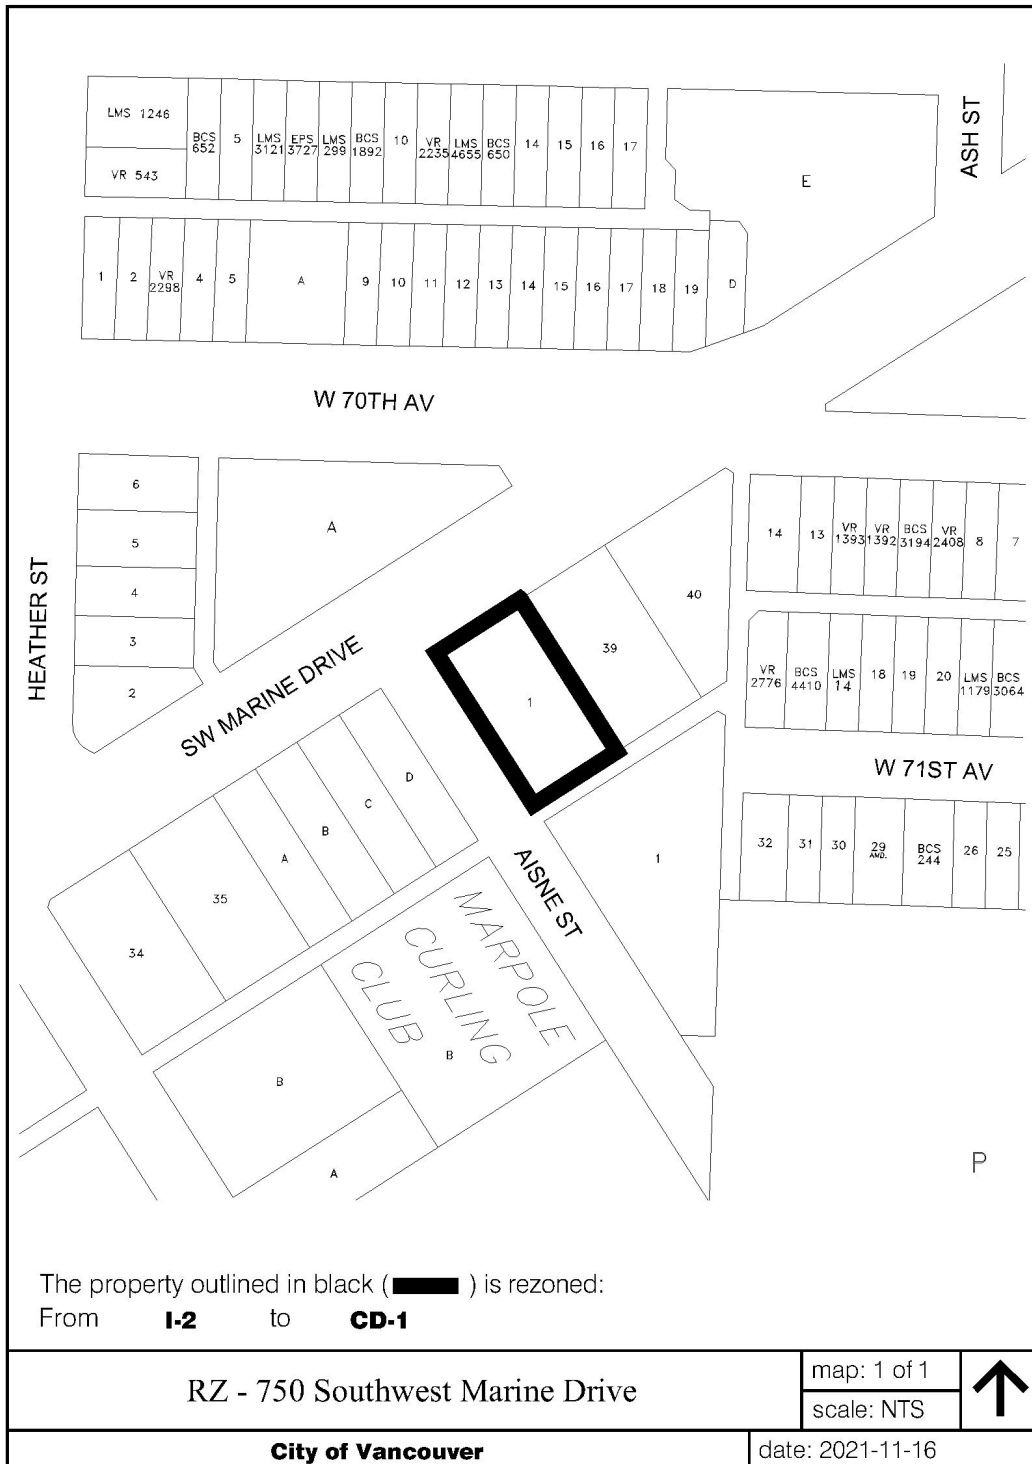 LMS 1246
VR 543
BCS 652
5
LMS 3121
EPS 3727
LMS 299
BCS 1892
10
VR 2235
LMS 4655
BCS 650
14
15
16
17
E
ASH ST
1
2
VR 2298
4
5
A
9
10
11
12
13
14
15
16
17
18
19
D
W 70TH AV
6
5
4
3
2
HEATHER ST
A
SW MARINE DRIVE
1
39
40
14
13
VR 1393
VR 1392
BCS 3194
VR 2408
8
7
VR 2776
BCS 4410
LMS 14
18
19
20
LMS 1179
BCS 3064
W 71ST AV
32
31
30
29 AMD.
BCS 244
26
25
34
35
A
B
C
D
AISNE ST
1
MARPOLE
CURLING
CLUB
B
B
A
P
The property outlined in black ( ) is rezoned:
From I-2 to CD-1
RZ - 750 Southwest Marine Drive
map: 1 of 1
scale: NTS
City of Vancouver
date: 2021-11-16